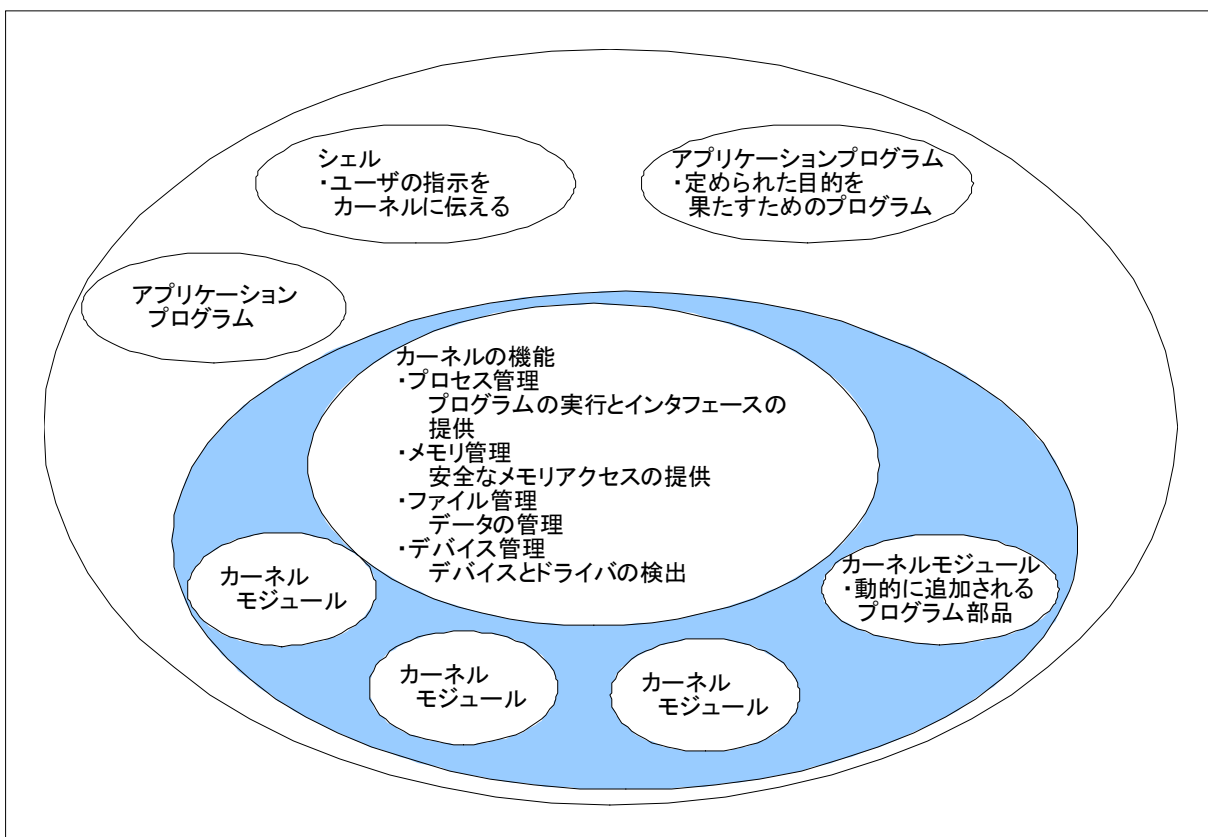 シェル
・ユーザの指示を
カーネルに伝える
アプリケーションプログラム
・定められた目的を
果たすためのプログラム
アプリケーション
プログラム
カーネルの機能
・プロセス管理
プログラムの実行とインタフェースの
提供
・メモリ管理
安全なメモリアクセスの提供
・ファイル管理
データの管理
・デバイス管理
デバイスとドライバの検出
カーネル
モジュール
カーネルモジュール
・動的に追加される
プログラム部品
カーネル
モジュール
カーネル
モジュール